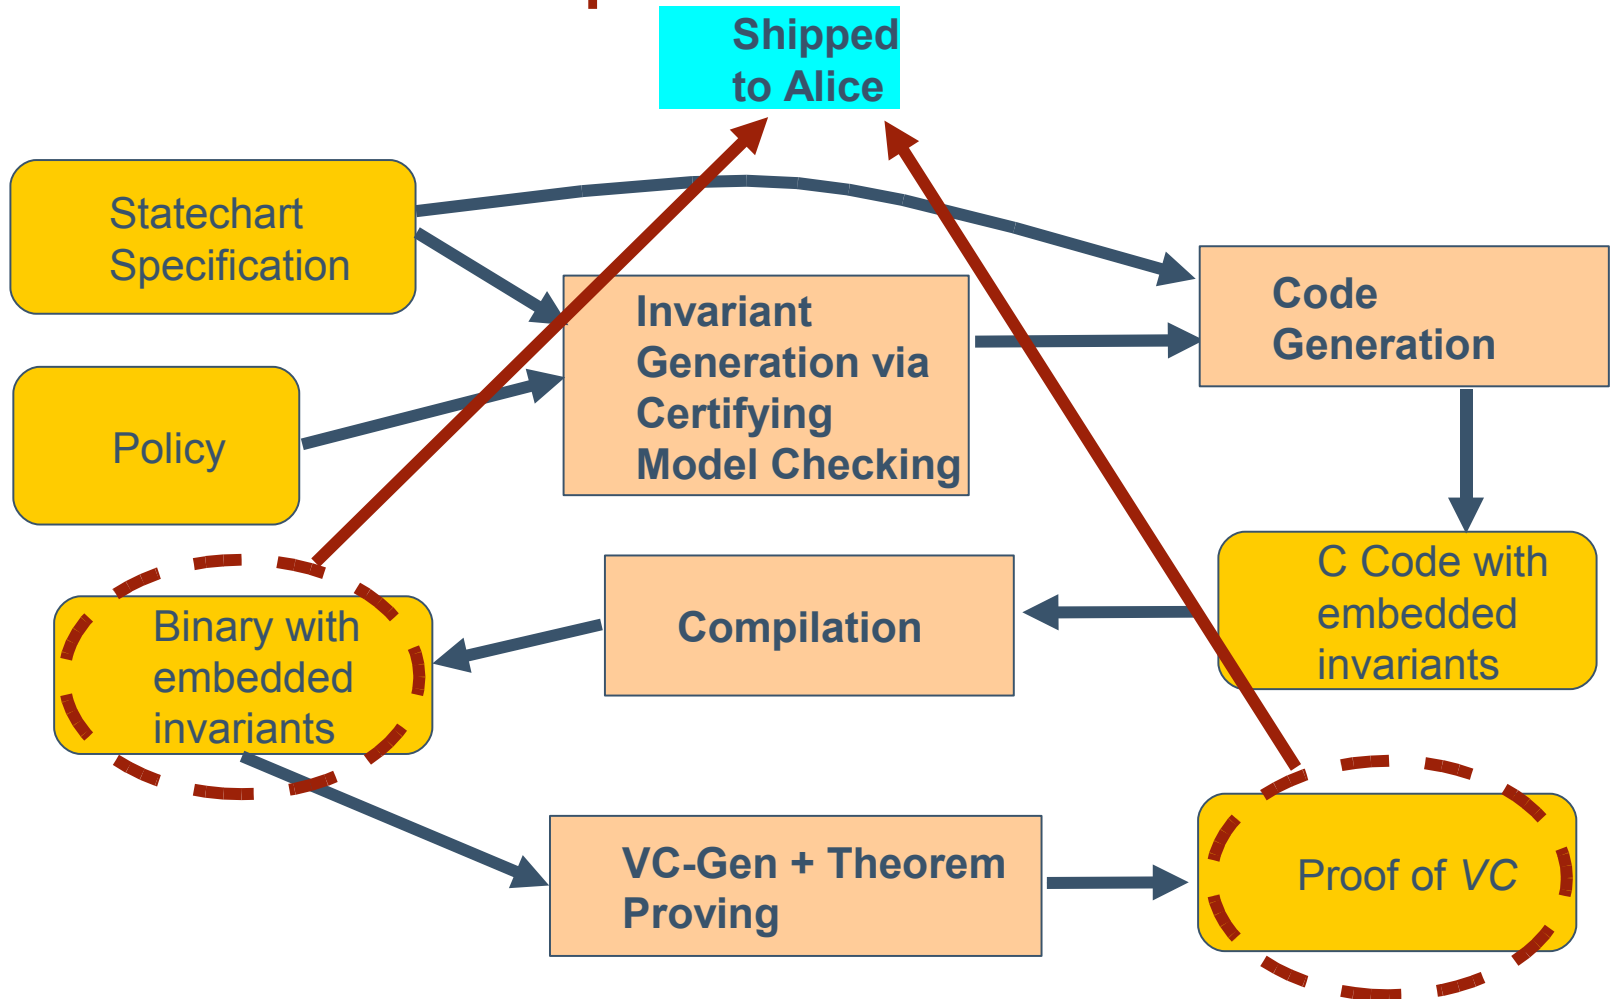 Shipped
to Alice
Statechart
Specification
Invariant
Generation via
Certifying
Model Checking
Code
Generation
Policy
C Code with
embedded
invariants
Compilation
Binary with
embedded
invariants
VC-Gen + Theorem
Proving
Proof of VC